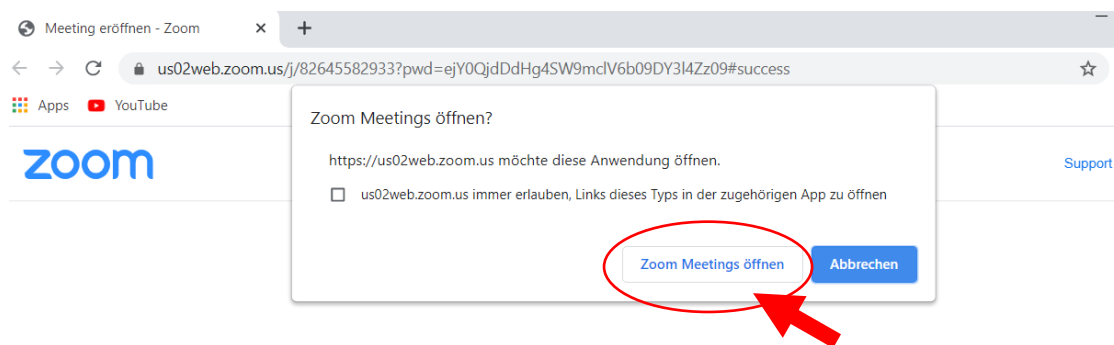 Meeting eröffnen - Zoom
us02web.zoom.us/j/82645582933?pwd=ejY0QjdDdHg4SW9mclV6b09DY3l4Zz09#success
Apps YouTube
Zoom Meetings öffnen?
zoom
https://us02web.zoom.us möchte diese Anwendung öffnen.
Support
us02web.zoom.us immer erlauben, Links dieses Typs in der zugehörigen App zu öffnen
Zoom Meetings öffnen Abbrechen